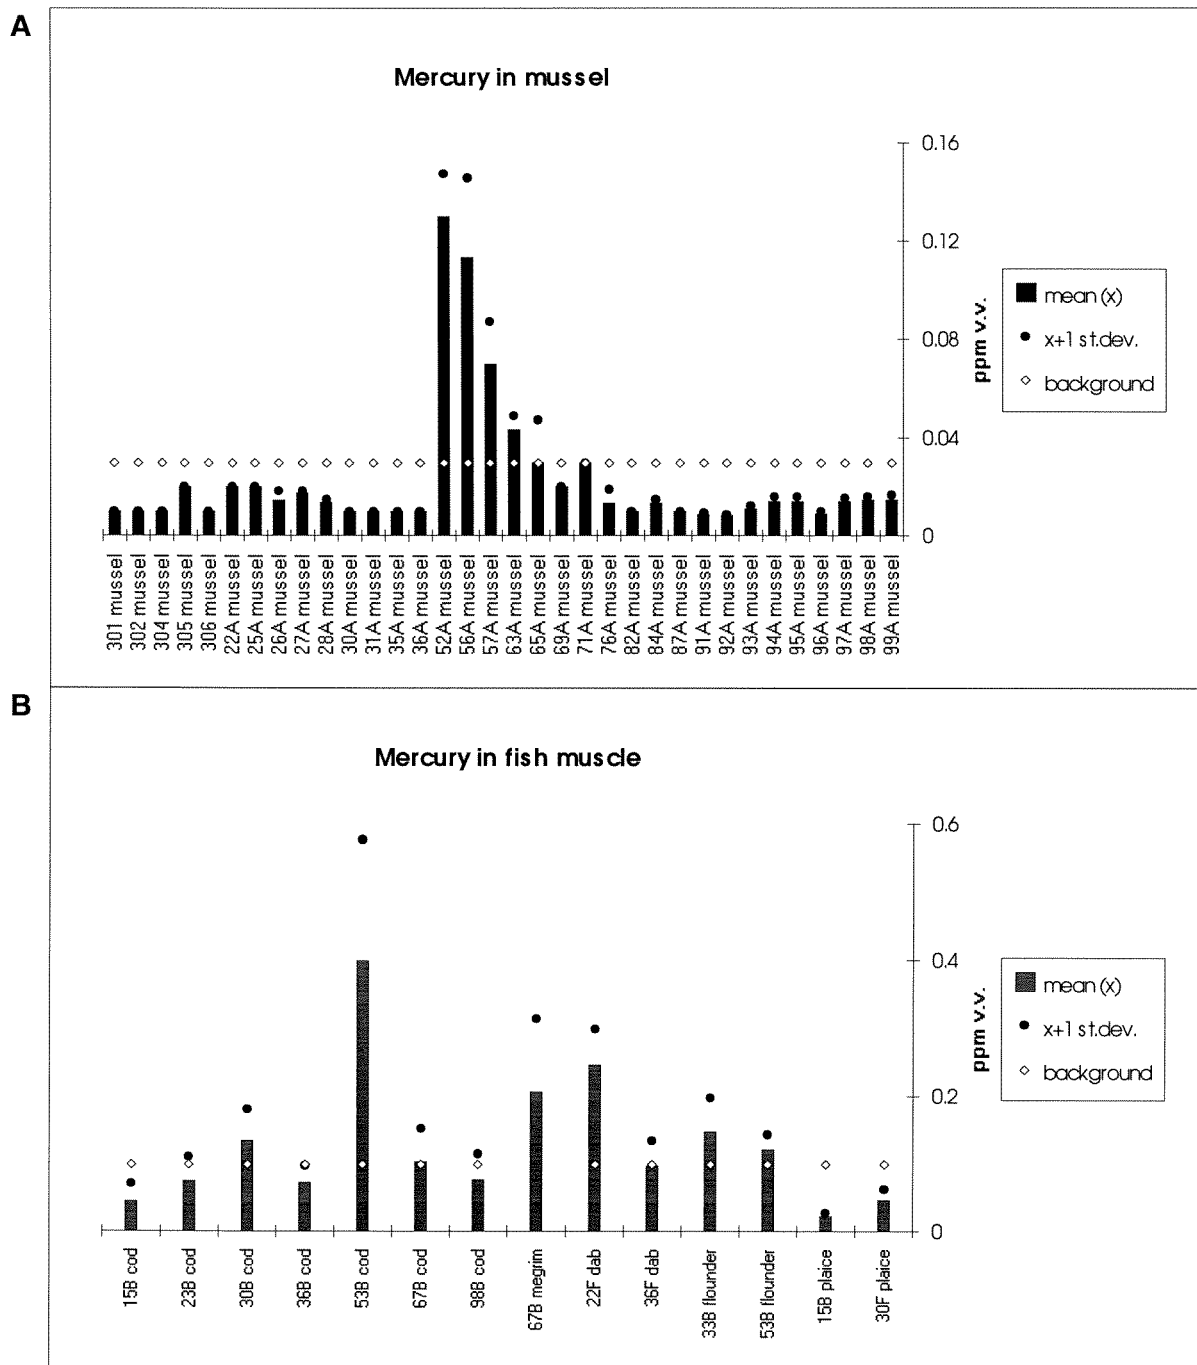 A
Mercury in mussel
0.16
0.12
0.08
0.04
0
ppm v.v.
mean (x)
x+1 st.dev.
background
301 mussel
302 mussel
304 mussel
305 mussel
306 mussel
22A mussel
25A mussel
26A mussel
27A mussel
28A mussel
30A mussel
31A mussel
35A mussel
36A mussel
52A mussel
56A mussel
57A mussel
63A mussel
65A mussel
69A mussel
71A mussel
76A mussel
82A mussel
84A mussel
87A mussel
91A mussel
92A mussel
93A mussel
94A mussel
95A mussel
96A mussel
97A mussel
98A mussel
99A mussel
B
Mercury in fish muscle
0.6
0.4
0.2
0
ppm v.v.
mean (x)
x+1 st.dev.
background
15B cod
23B cod
30B cod
36B cod
53B cod
67B cod
98B cod
67B megrim
22F dab
36F dab
33B flounder
53B flounder
15B plaice
30F plaice